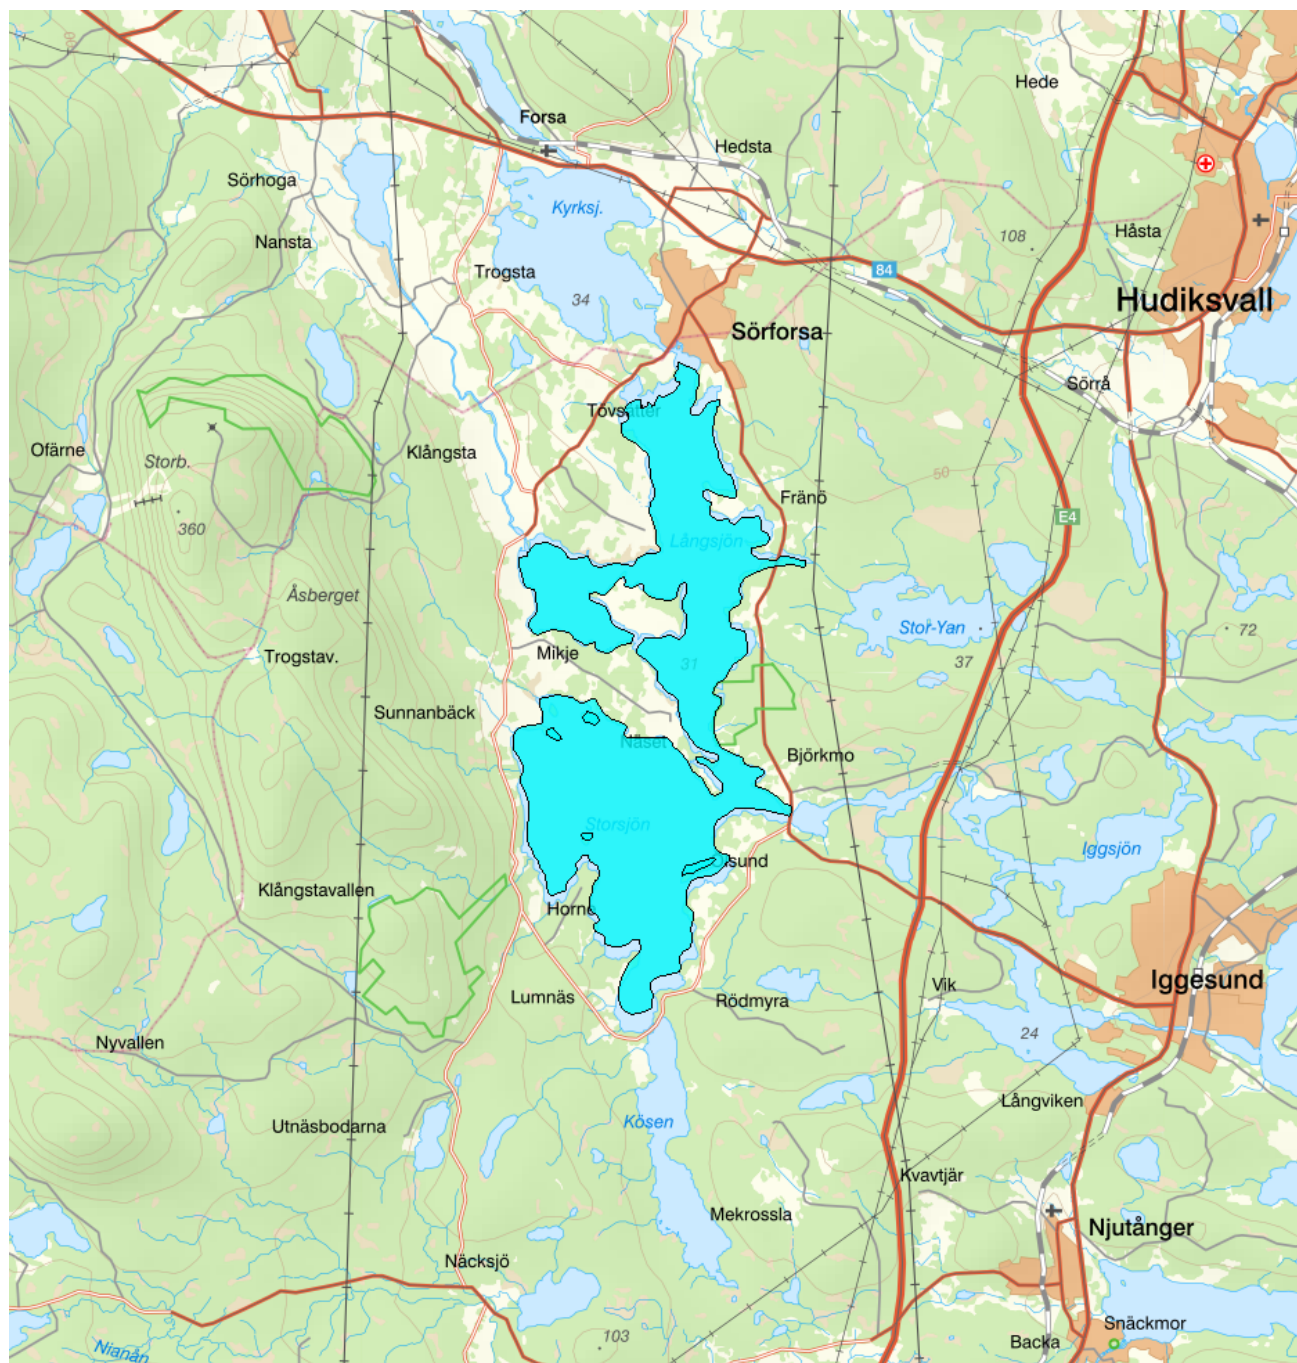 Hede
Forsa
Hedsta
Sörhoga
Kyrksj.
Håsta
Nansta
108
Trogsta
84
34
Hudiksvall
Sörforsa
Sörrå
Tövsätter
Ofärne
Klångsta
Storb.
50
Fränö
E4
360
Långsjön
Åsberget
Stor-Yan
72
Mikje
Trogstav.
31
37
Sunnanbäck
Näset
Björkmo
Storsjön
Iggsjön
Ölsund
Klångstavallen
Horne
Iggesund
Vik
Lumnäs
Rödmyra
24
Nyvallen
Långviken
Kösen
Utnäsbodarna
Kvavtjär
Mekrossla
Njutånger
Näcksjö
Snäckmor
103
Backa
Nianån